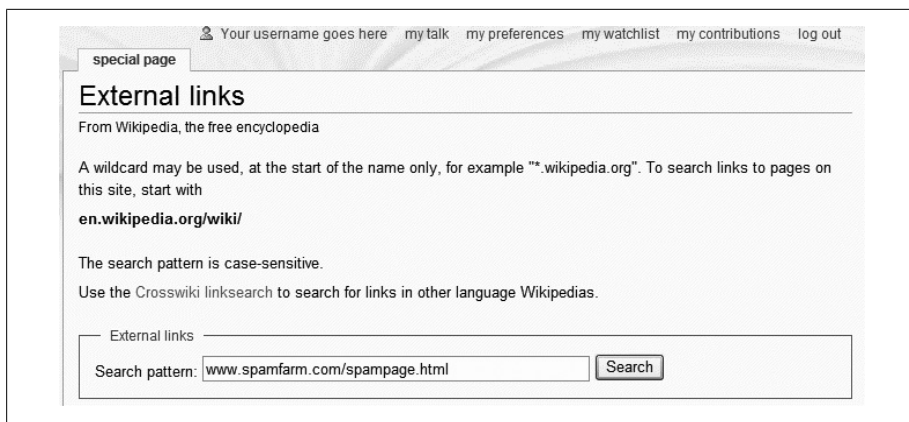 Your username goes here my talk my preferences my watchlist my contributions log out
special page
External links
From Wikipedia, the free encyclopedia
A wildcard may be used, at the start of the name only, for example "*.wikipedia.org". To search links to pages on
this site, start with
en.wikipedia.org/wiki/
The search pattern is case-sensitive.
Use the Crosswiki linksearch to search for links in other language Wikipedias.
External links
Search pattern: www.spamfarm.com/spampage.html Search